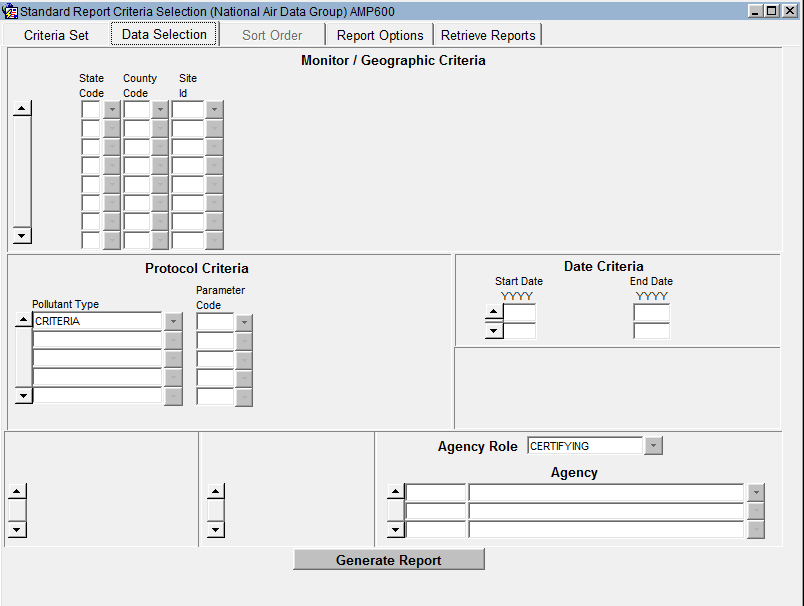 Standard Report Criteria Selection (National Air Data Group) AMP600
Criteria Set Data Selection Sort Order Report Options Retrieve Reports
Monitor / Geographic Criteria
State County Site
Code Code Id
Protocol Criteria
Parameter
Pollutant Type Code
CRITERIA
Date Criteria
Start Date End Date
YYYY YYYY
Agency Role CERTIFYING
Agency
Generate Report